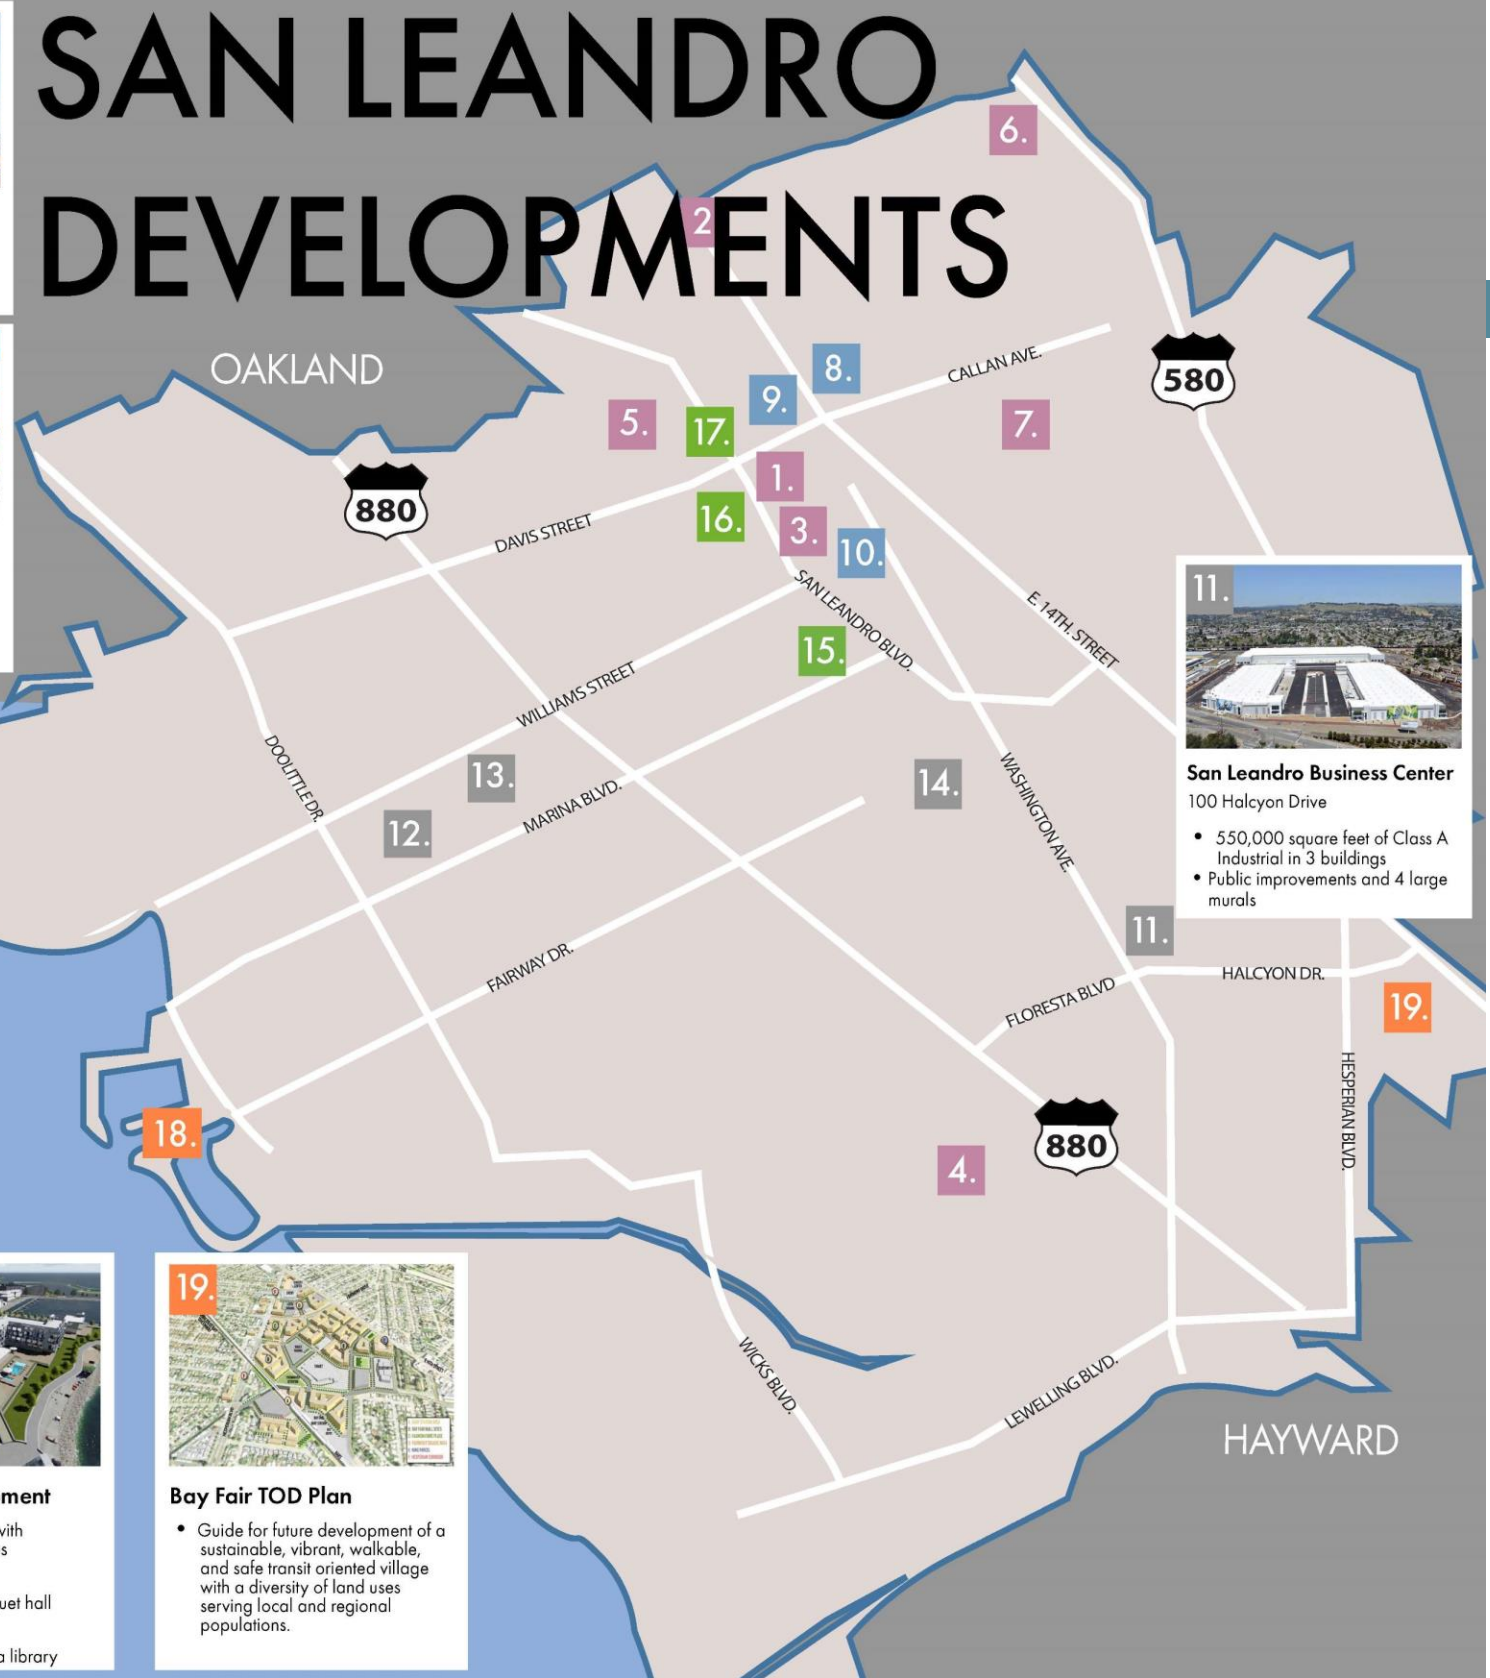 SAN LEANDRO
DEVELOPMENTS
6.
2
OAKLAND
8.
CALLAN AVE.
580
9.
5.
17.
7.
1.
880
16.
3.
DAVIS STREET
10.
11.
SAN LEANDRO BLVD.
E. 14TH. STREET
15.
WILLIAMS STREET
DOOLITTLE DR.
13.
MARINA BLVD.
14.
WASHINGTON AVE.
12.
San Leandro Business Center
100 Halcyon Drive
• 550,000 square feet of Class A
Industrial in 3 buildings
• Public improvements and 4 large
murals
11.
FAIRWAY DR.
FLORESTA BLVD
HALCYON DR.
19.
HESPERIAN BLVD.
18.
880
4.
WICKS BLVD.
LEWELLING BLVD.
HAYWARD
ment
with
s
uet hall
a library
19.
Bay Fair TOD Plan
• Guide for future development of a
sustainable, vibrant, walkable,
and safe transit oriented village
with a diversity of land uses
serving local and regional
populations.